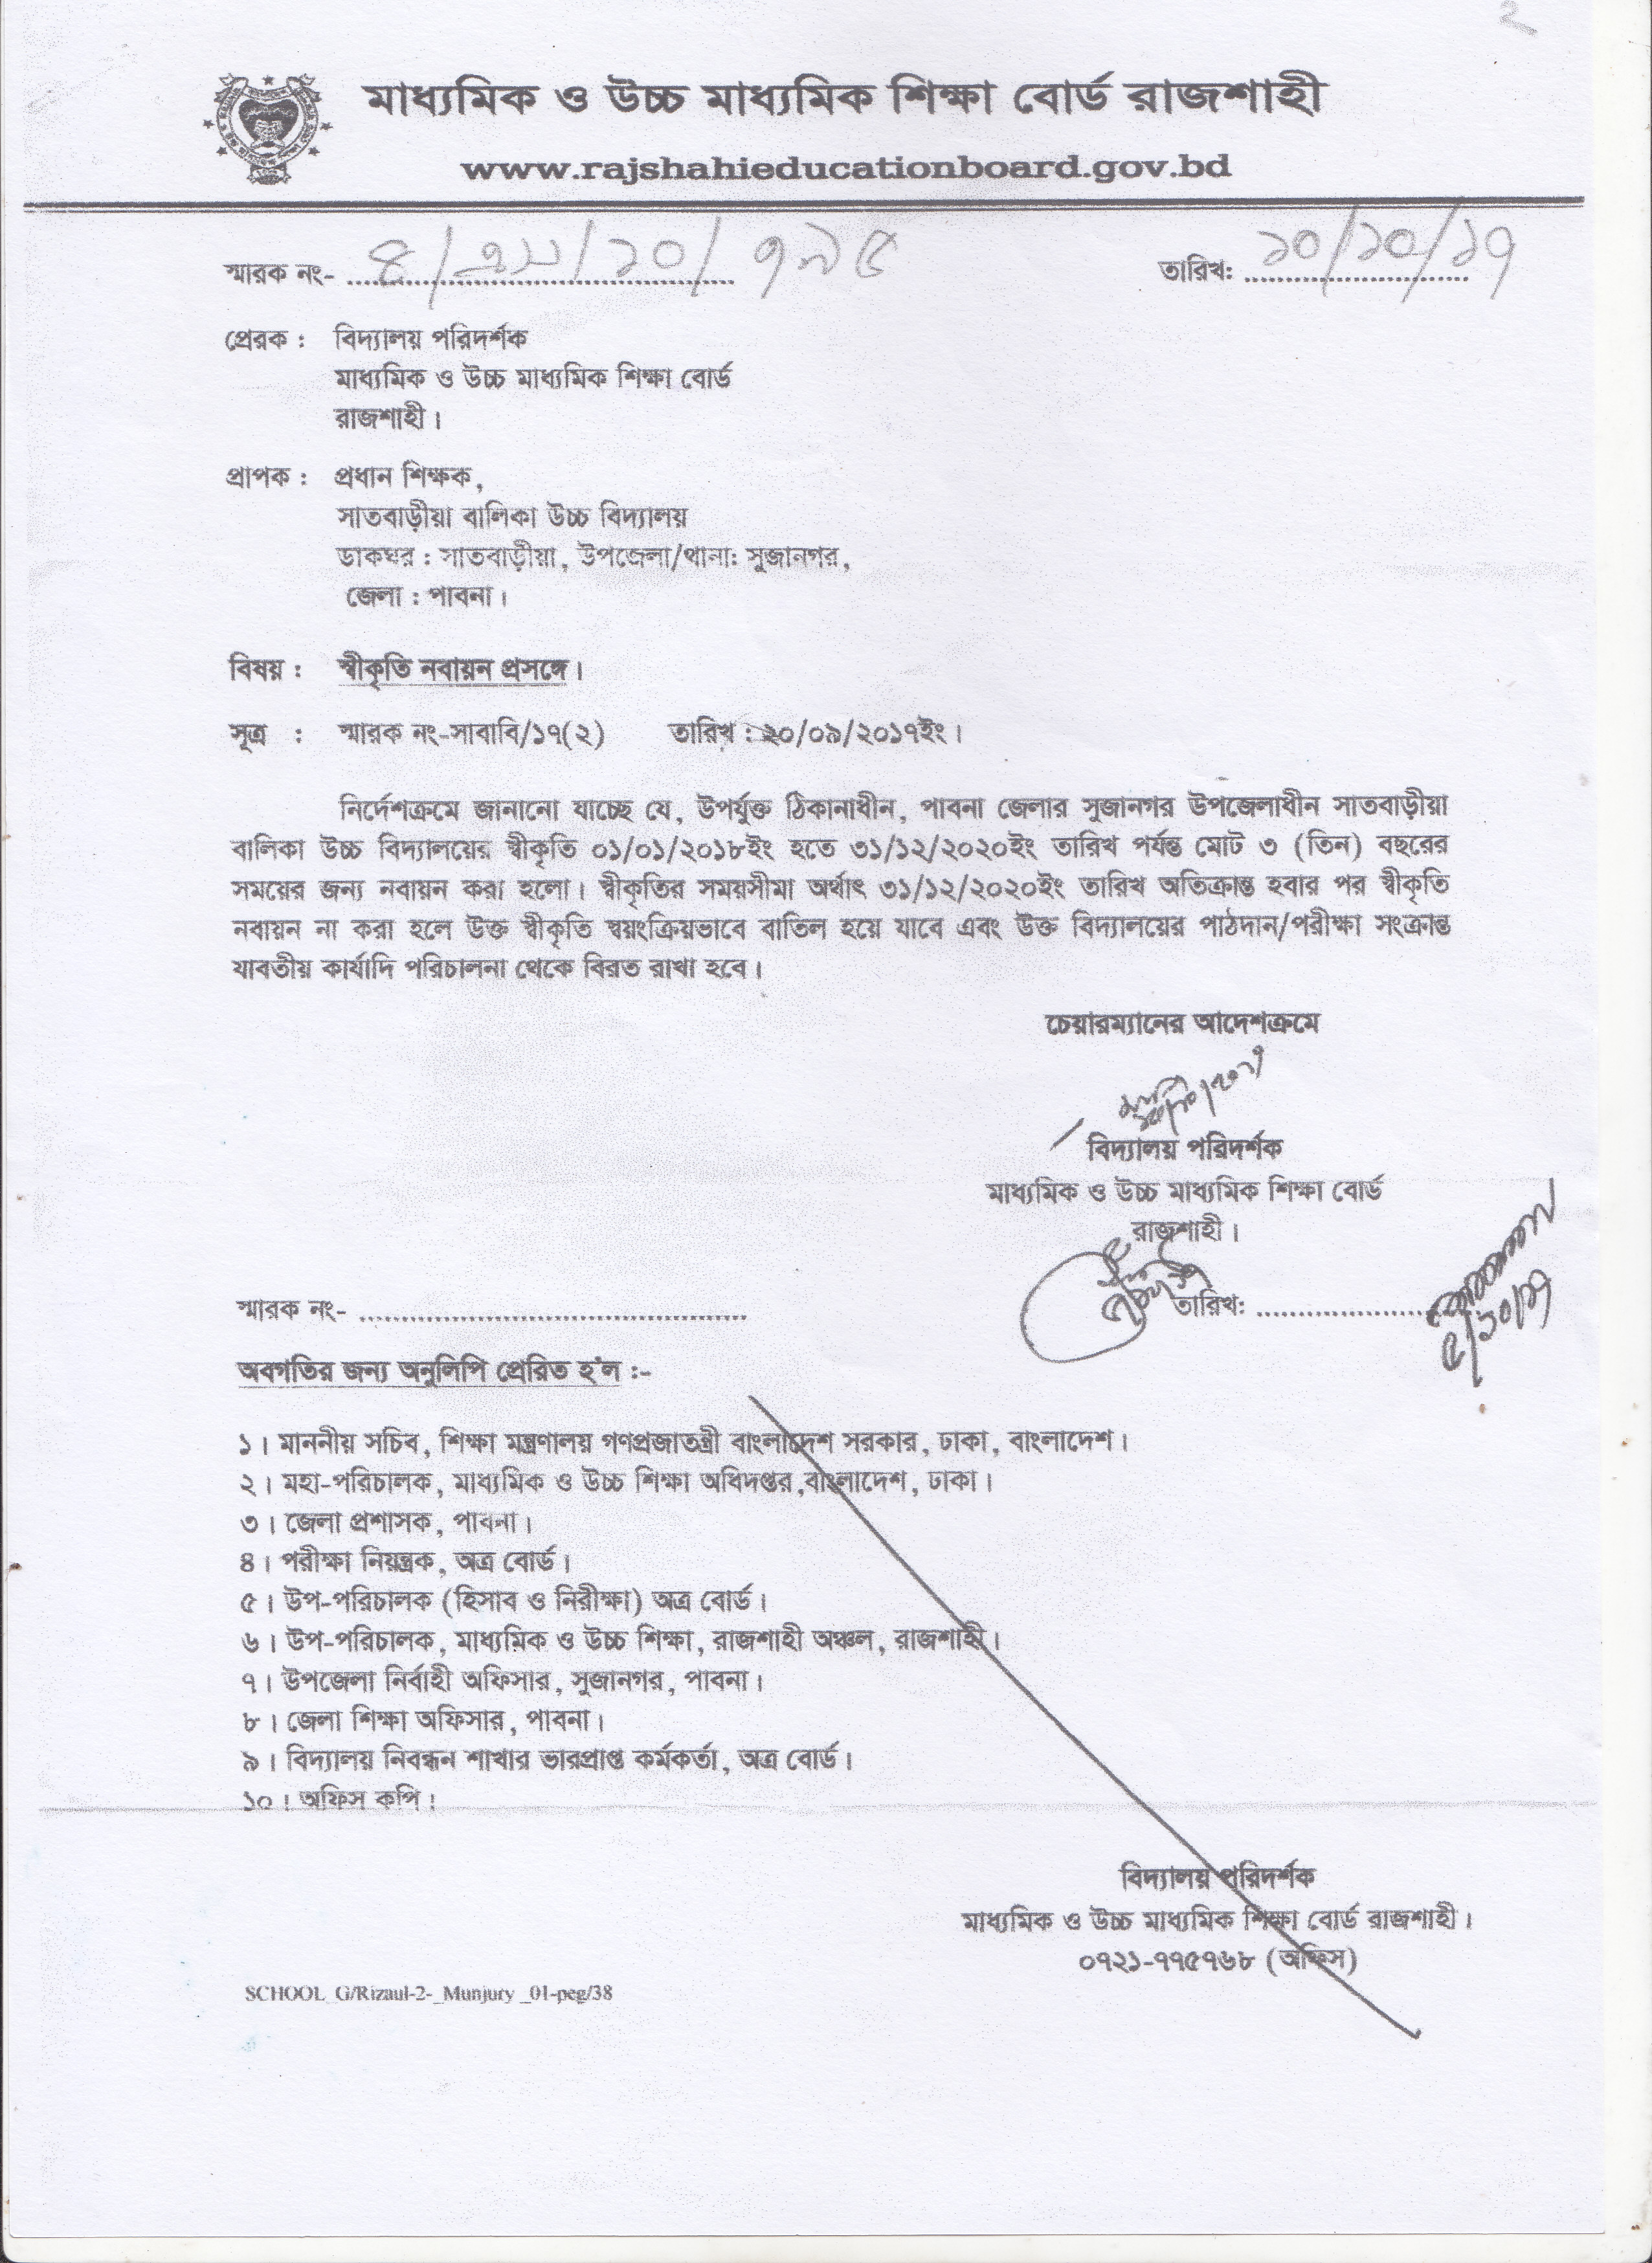 ২
মাধ্যমিক ও উচ্চ মাধ্যমিক শিক্ষা বোর্ড রাজশাহী
www.rajshahieducationboard.gov.bd
স্মারক নং- ৪/এস/১০/৭৯৫ তারিখ: ১০/১০/১৭
প্রেরক : বিদ্যালয় পরিদর্শক
মাধ্যমিক ও উচ্চ মাধ্যমিক শিক্ষা বোর্ড
রাজশাহী।
প্রাপক : প্রধান শিক্ষক,
সাতবাড়ীয়া বালিকা উচ্চ বিদ্যালয়
ডাকঘর : সাতবাড়ীয়া, উপজেলা/থানা: সুজানগর,
জেলা : পাবনা।
বিষয় : স্বীকৃতি নবায়ন প্রসঙ্গে।
সূত্র : স্মারক নং-সাবাবি/১৭(২) তারিখ : ২০/০৯/২০১৭ইং।
নির্দেশক্রমে জানানো যাচ্ছে যে, উপর্যুক্ত ঠিকানাধীন, পাবনা জেলার সুজানগর উপজেলাধীন সাতবাড়ীয়া
বালিকা উচ্চ বিদ্যালয়ের স্বীকৃতি ০১/০১/২০১৮ইং হতে ৩১/১২/২০২০ইং তারিখ পর্যন্ত মোট ৩ (তিন) বছরের
সময়ের জন্য নবায়ন করা হলো। স্বীকৃতির সময়সীমা অর্থাৎ ৩১/১২/২০২০ইং তারিখ অতিক্রান্ত হবার পর স্বীকৃতি
নবায়ন না করা হলে উক্ত স্বীকৃতি স্বয়ংক্রিয়ভাবে বাতিল হয়ে যাবে এবং উক্ত বিদ্যালয়ের পাঠদান/পরীক্ষা সংক্রান্ত
যাবতীয় কার্যাদি পরিচালনা থেকে বিরত রাখা হবে।
চেয়ারম্যানের আদেশক্রমে
বিদ্যালয় পরিদর্শক
মাধ্যমিক ও উচ্চ মাধ্যমিক শিক্ষা বোর্ড
রাজশাহী।
স্মারক নং- তারিখ:
অবগতির জন্য অনুলিপি প্রেরিত হ'ল :-
১। মাননীয় সচিব, শিক্ষা মন্ত্রণালয় গণপ্রজাতন্ত্রী বাংলাদেশ সরকার, ঢাকা, বাংলাদেশ।
২। মহা-পরিচালক, মাধ্যমিক ও উচ্চ শিক্ষা অধিদপ্তর,বাংলাদেশ, ঢাকা।
৩। জেলা প্রশাসক, পাবনা।
৪। পরীক্ষা নিয়ন্ত্রক, অত্র বোর্ড।
৫। উপ-পরিচালক (হিসাব ও নিরীক্ষা) অত্র বোর্ড।
৬। উপ-পরিচালক, মাধ্যমিক ও উচ্চ শিক্ষা, রাজশাহী অঞ্চল, রাজশাহী।
৭। উপজেলা নির্বাহী অফিসার, সুজানগর, পাবনা।
৮। জেলা শিক্ষা অফিসার, পাবনা।
৯। বিদ্যালয় নিবন্ধন শাখার ভারপ্রাপ্ত কর্মকর্তা, অত্র বোর্ড।
১০। অফিস কপি।
বিদ্যালয় পরিদর্শক
মাধ্যমিক ও উচ্চ মাধ্যমিক শিক্ষা বোর্ড রাজশাহী।
০৭২১-৭৭৫৭৬৮ (অফিস)
SCHOOL_G/Rizaul-2-_Munjury _01-peg/38